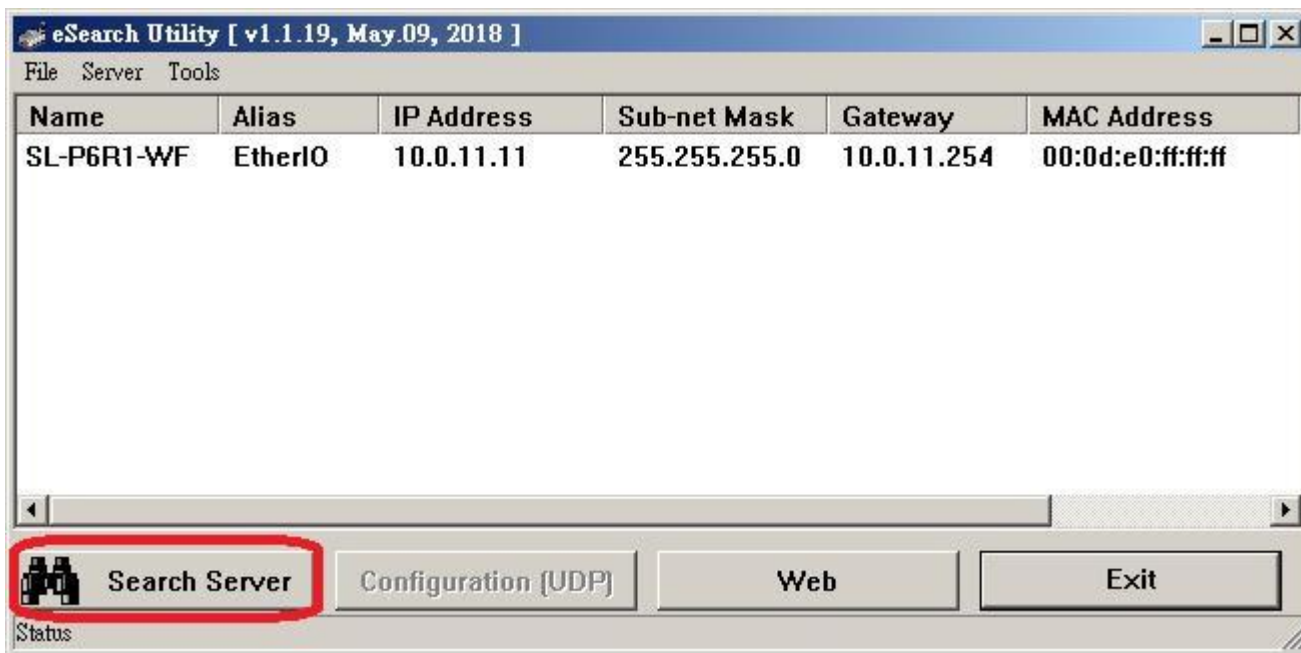 eSearch Utility [ v1.1.19, May.09, 2018 ]
File Server Tools
Name Alias IP Address Sub-net Mask Gateway MAC Address
SL-P6R1-WF EtherIO 10.0.11.11 255.255.255.0 10.0.11.254 00:0d:e0:ff:ff:ff
Search Server Configuration (UDP) Web Exit
Status